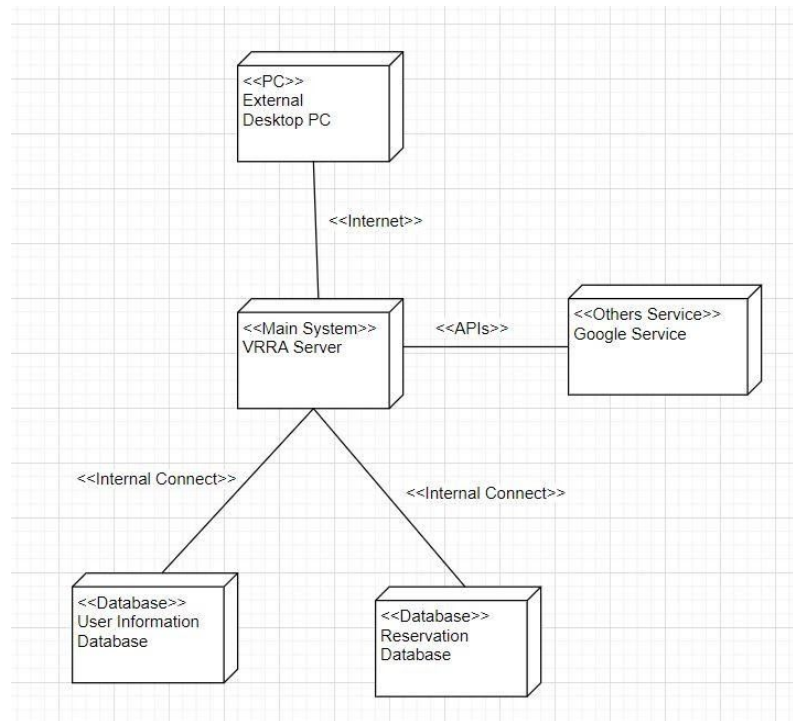 <<PC>>
External
Desktop PC
<<Internet>>
<<Main System>>
VRRA Server
<<APIs>>
<<Others Service>>
Google Service
<<Internal Connect>>
<<Internal Connect>>
<<Database>>
User Information
Database
<<Database>>
Reservation
Database